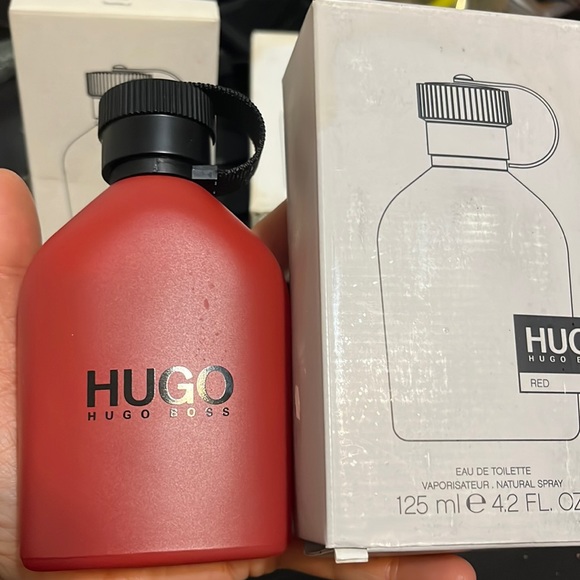 HUGO
HUGO BOSS
HUG
HUGO B
RED
EAU DE TOILETTE
VAPORISATEUR . NATURAL SPRAY
125 ml ℮ 4.2 FL. OZ